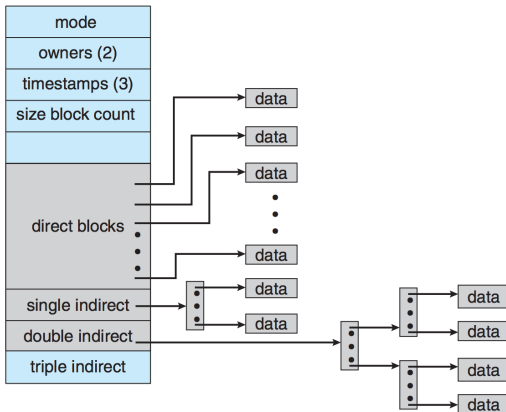 mode
owners (2)
timestamps (3)
size block count
data
data
data
direct blocks
data
single indirect
data
data
double indirect
triple indirect
data
data
data
data